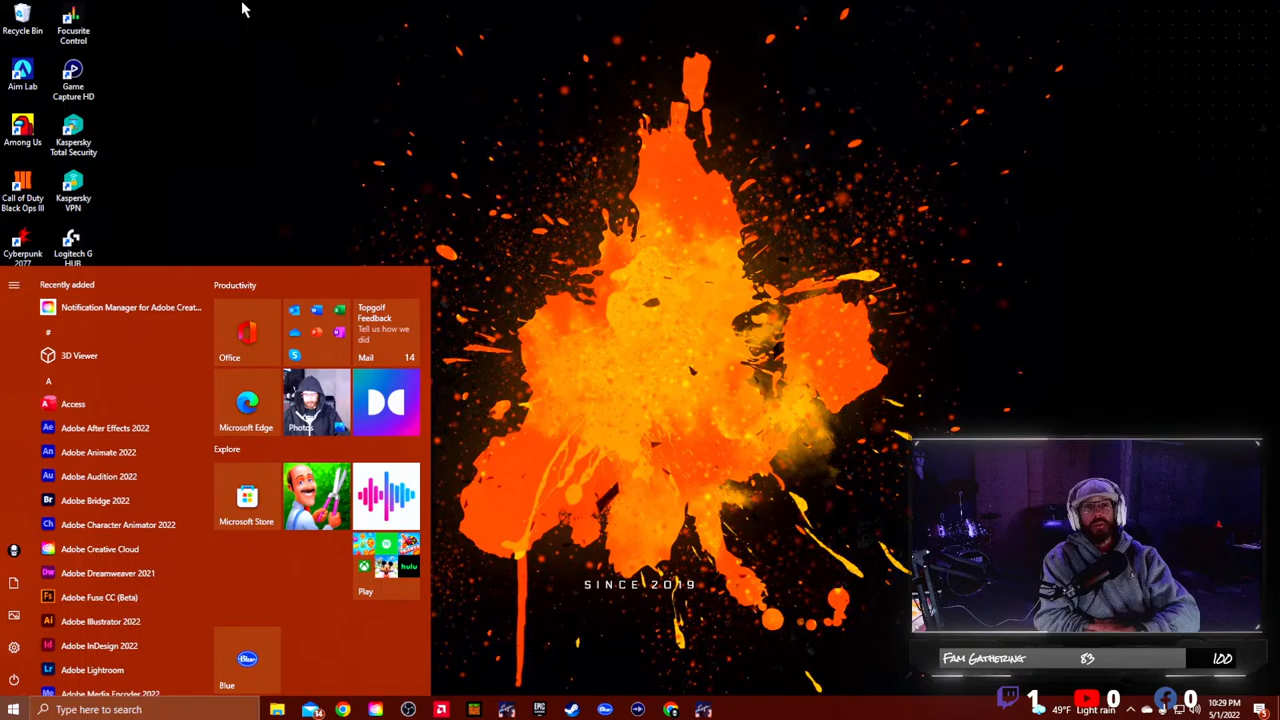 Recycle Bin
Focusrite
Control
Aim Lab
Game
Capture HD
Among Us
Kaspersky
Total Security
Call of Duty
Black Ops III
Kaspersky
VPN
Cyberpunk
2077
Logitech G
HUB
Recently added
Notification Manager for Adobe Creat...
#
3D Viewer
A
Access
Adobe After Effects 2022
Adobe Animate 2022
Adobe Audition 2022
Adobe Bridge 2022
Adobe Character Animator 2022
Adobe Creative Cloud
Adobe Dreamweaver 2021
Adobe Fuse CC (Beta)
Adobe Illustrator 2022
Adobe InDesign 2022
Adobe Lightroom
Adobe Media Encoder 2022
Productivity
Office
Topgolf
Feedback
Tell us how we
did
Mail 14
Microsoft Edge
Photos
Explore
Microsoft Store
hulu
Play
Blue
SINCE 2019
Fam Gathering 83 100
Type here to search
14
EPIC
GAMES
1
0
0
49°F Light rain
10:29 PM
5/1/2022